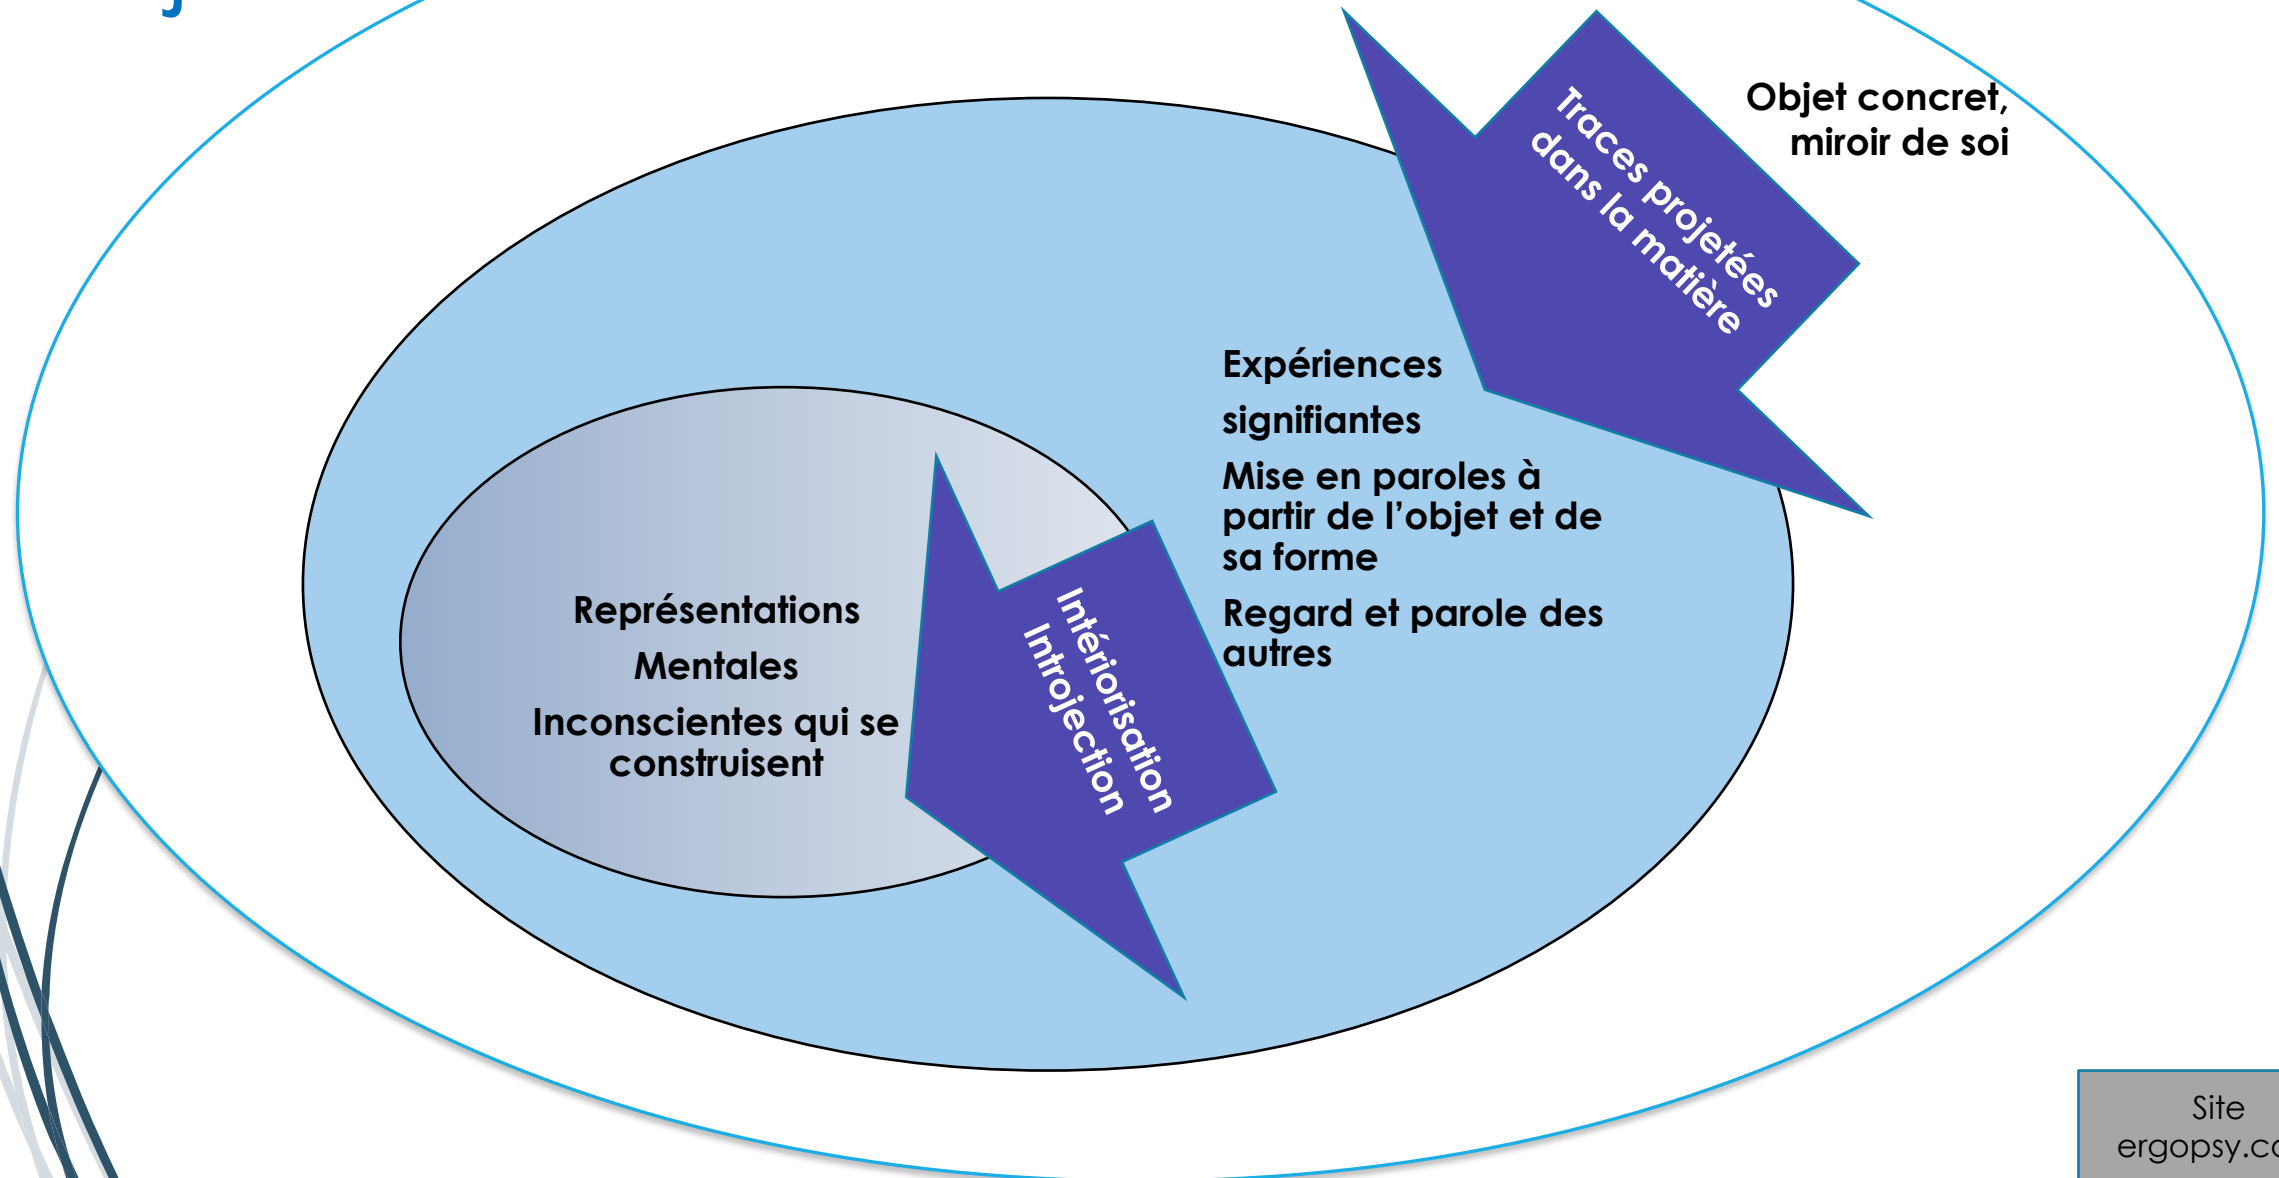 Objet concret,
miroir de soi
Traces projetées
dans la matière
Expériences
signifiantes
Mise en paroles à
partir de l’objet et de
sa forme
Regard et parole des
autres
Intériorisation
Introjection
Représentations
Mentales
Inconscientes qui se
construisent
Site